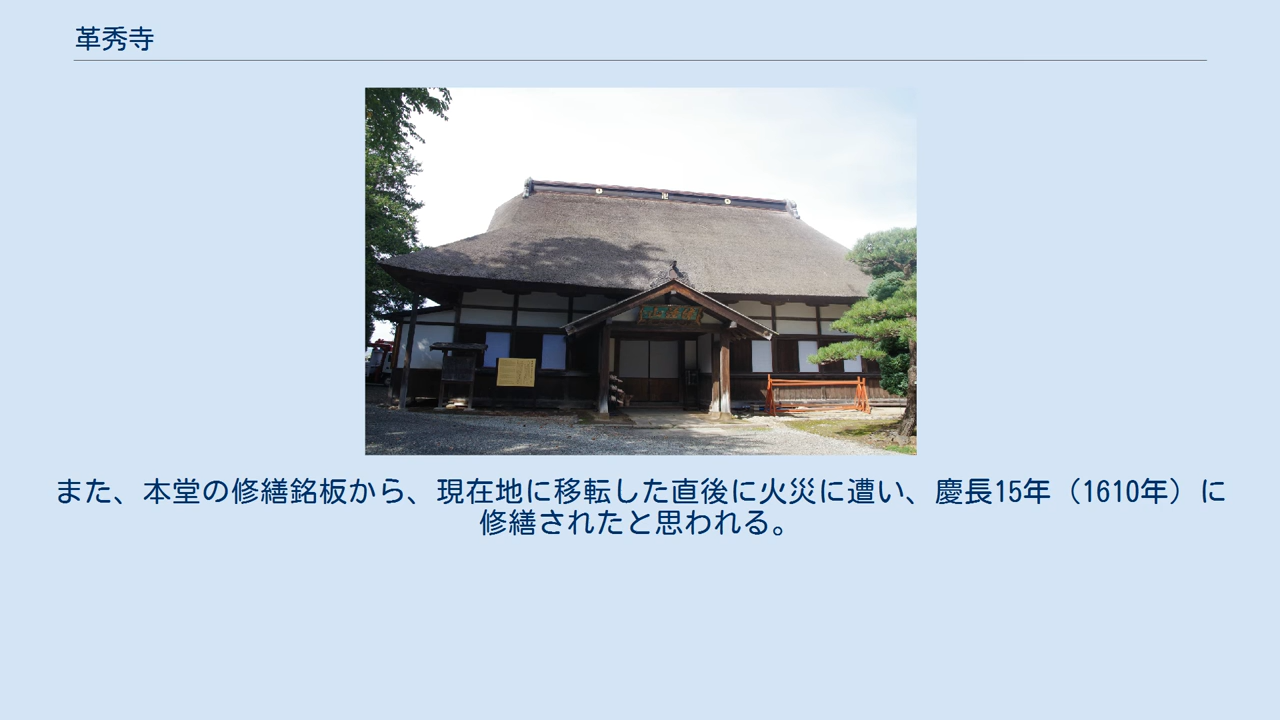 革秀寺
また、本堂の修繕銘板から、現在地に移転した直後に火災に遭い、慶長15年（1610年）に
修繕されたと思われる。